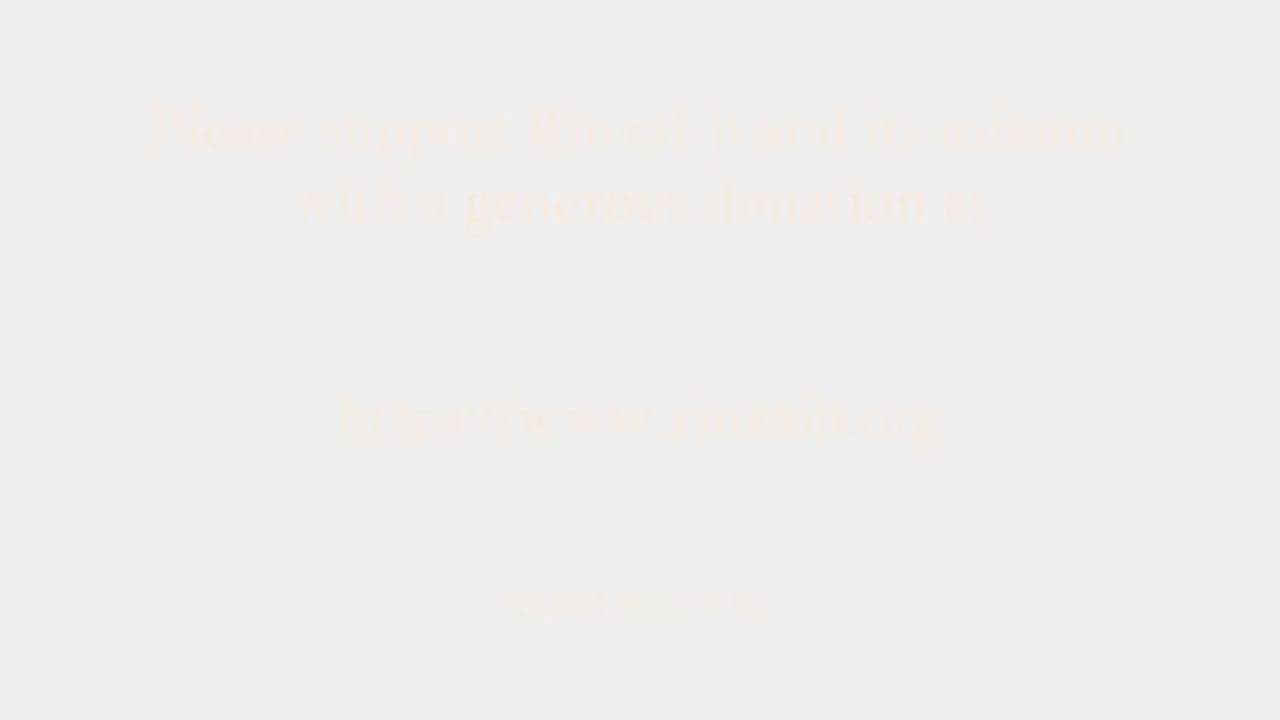 Please support Rinzai-ji and its mission
with a generous donation at
https://www.rinzaiji.org